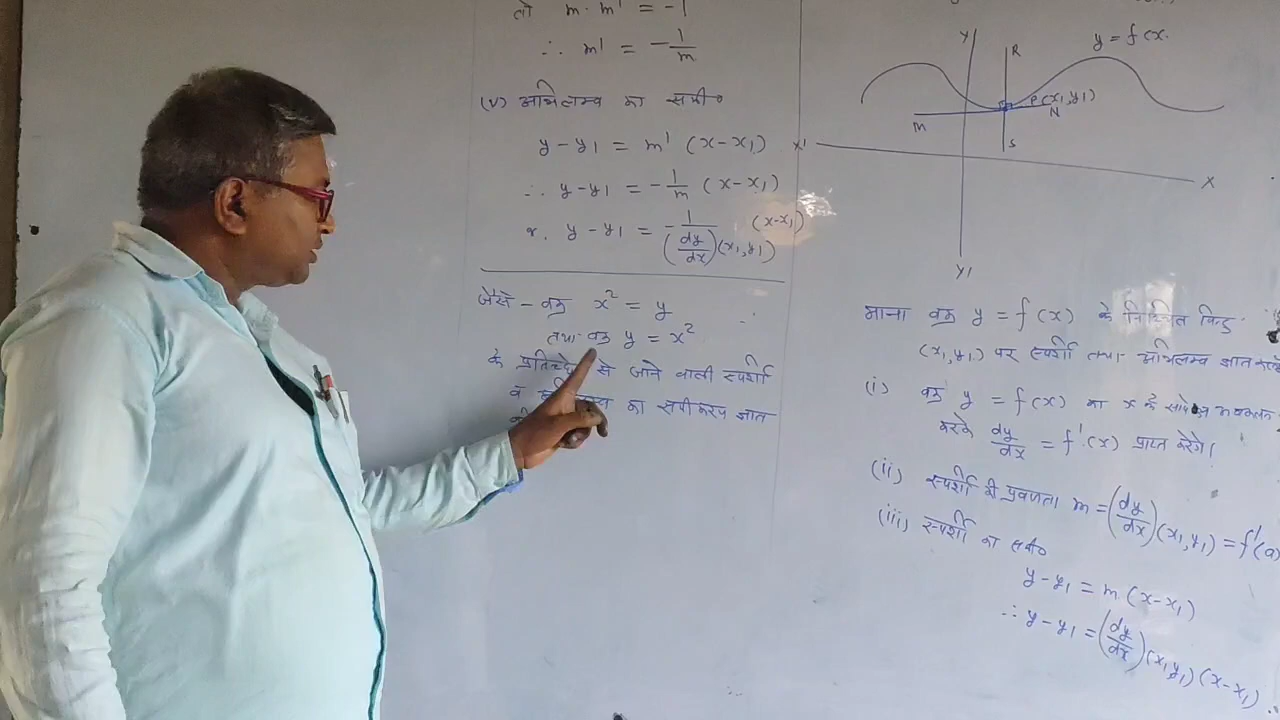 तो m. m' = -1
∴ m' = -1/m
(v) अभिलम्ब का समी०
y-y1 = m' (x-x1)
∴ y-y1 = -1/m (x-x1)
y-y1 = -1/(dy/dx)(x1,y1) (x-x1)
जैसे - वक्र x² = y
तथा वक्र y = x²
के से जाने वाली स्पर्शी
व का समीकरण ज्ञात
Y
R
y = f(x
P(x1,y1)
M
N
S
X'
X
Y1
माना वक्र y = f(x) के निश्चित बिन्दु
(x1,y1) पर स्पर्शी तथा अभिलम्ब ज्ञात
(i) वक्र y = f(x) का x के सापेक्ष अवकलन
करके dy/dx = f'(x) प्राप्त करेंगे।
(ii) स्पर्शी की प्रवणता m = (dy/dx)(x1,y1) = f'(a)
(iii) स्पर्शी का समी०
y-y1 = m (x-x1)
∴ y-y1 = (dy/dx)(x1,y1) (x-x1)